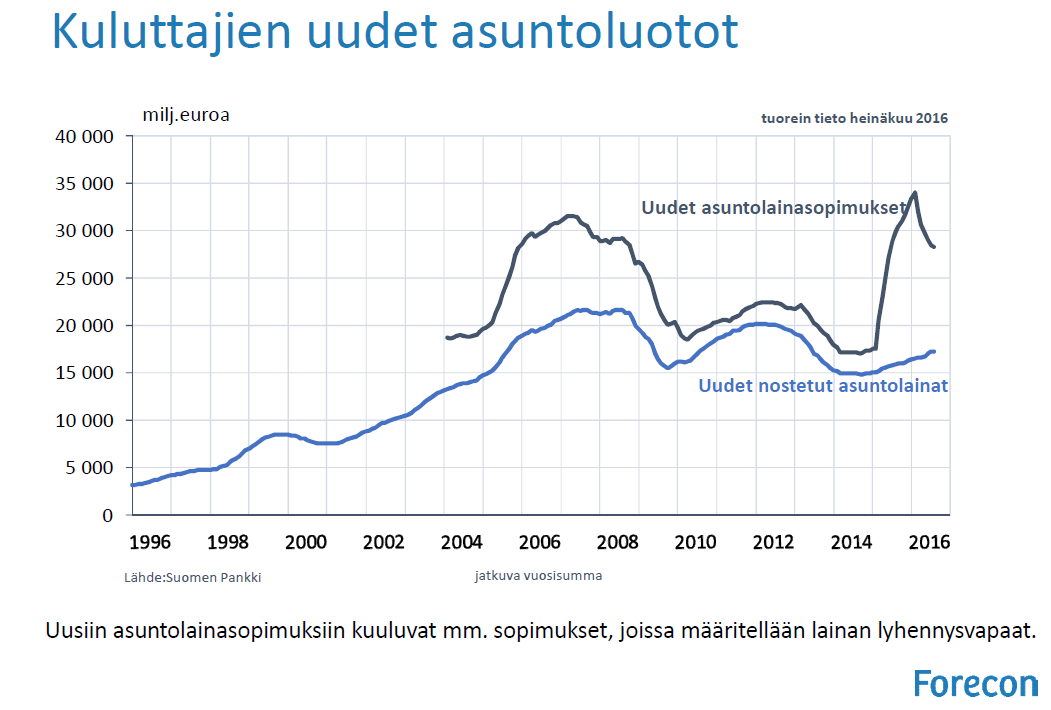 Kuluttajien uudet asuntoluotot
milj.euroa
tuorein tieto heinäkuu 2016
40 000
35 000
30 000
25 000
20 000
15 000
10 000
5 000
0
Uudet asuntolainasopimukset
Uudet nostetut asuntolainat
1996 1998 2000 2002 2004 2006 2008 2010 2012 2014 2016
Lähde:Suomen Pankki
jatkuva vuosisumma
Uusiin asuntolainasopimuksiin kuuluvat mm. sopimukset, joissa määritellään lainan lyhennysvapaat.
Forecon